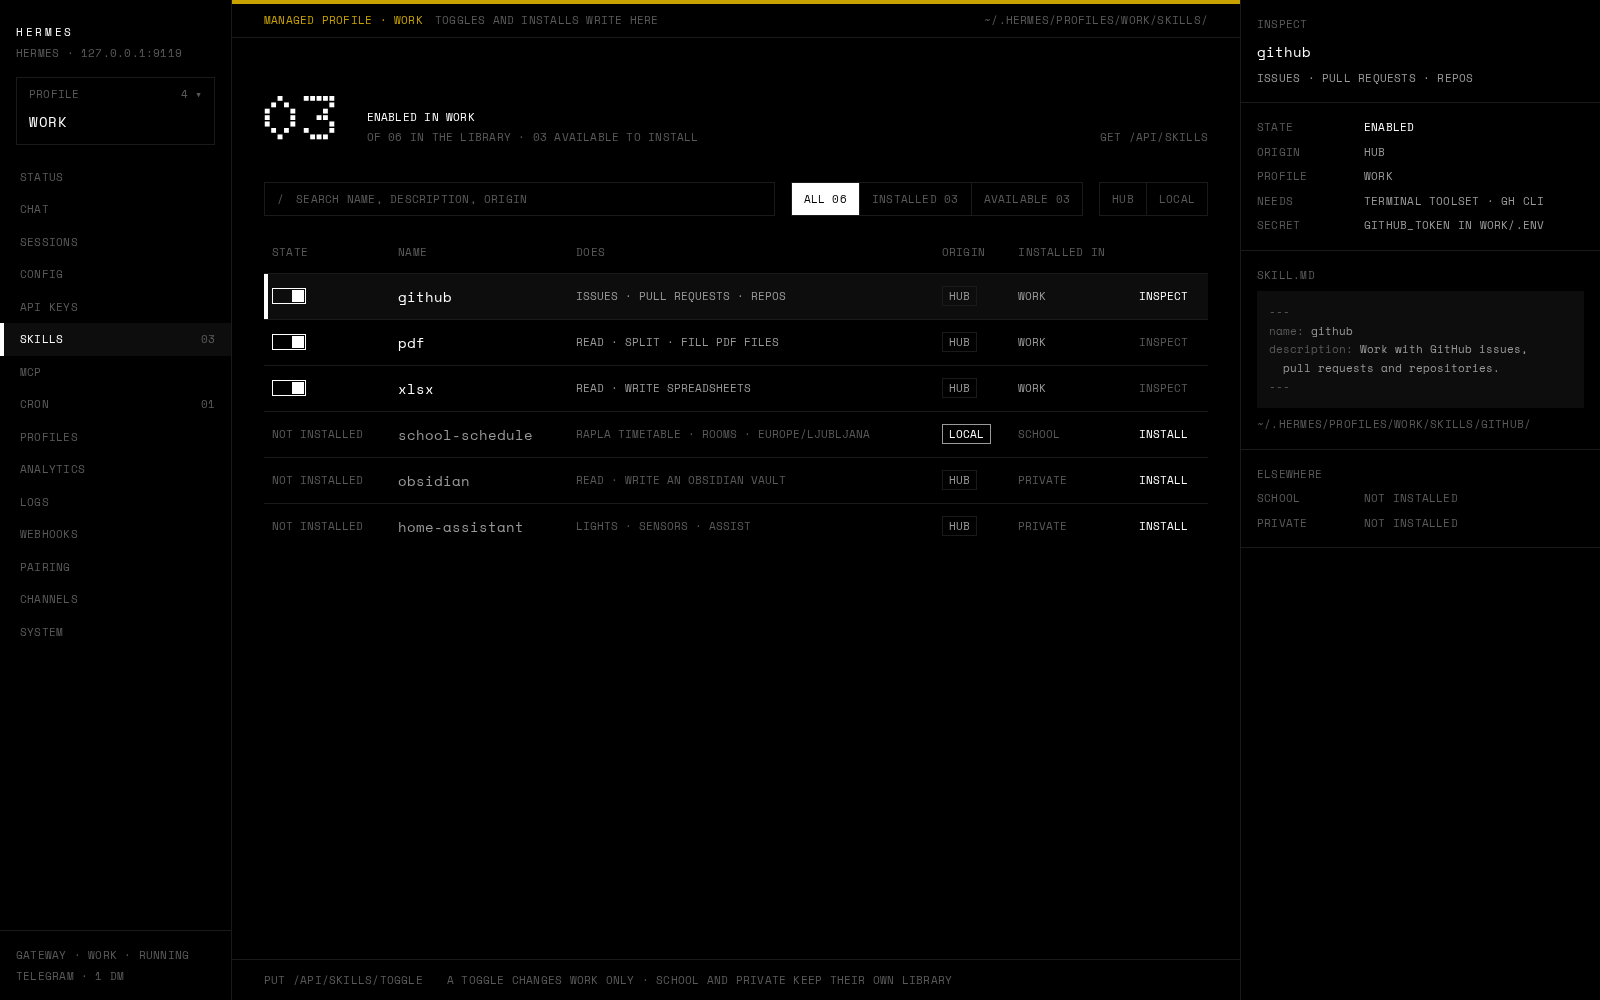 HERMES
HERMES · 127.0.0.1:9119
PROFILE 4 ▾
WORK
STATUS
CHAT
SESSIONS
CONFIG
API KEYS
SKILLS 03
MCP
CRON 01
PROFILES
ANALYTICS
LOGS
WEBHOOKS
PAIRING
CHANNELS
SYSTEM
GATEWAY · WORK · RUNNING
TELEGRAM · 1 DM
MANAGED PROFILE · WORK TOGGLES AND INSTALLS WRITE HERE ~/.HERMES/PROFILES/WORK/SKILLS/
03
ENABLED IN WORK
OF 06 IN THE LIBRARY · 03 AVAILABLE TO INSTALL GET /API/SKILLS
/ SEARCH NAME, DESCRIPTION, ORIGIN ALL 06 INSTALLED 03 AVAILABLE 03 HUB LOCAL
STATE NAME DOES ORIGIN INSTALLED IN
github ISSUES · PULL REQUESTS · REPOS HUB WORK INSPECT
pdf READ · SPLIT · FILL PDF FILES HUB WORK INSPECT
xlsx READ · WRITE SPREADSHEETS HUB WORK INSPECT
NOT INSTALLED school-schedule RAPLA TIMETABLE · ROOMS · EUROPE/LJUBLJANA LOCAL SCHOOL INSTALL
NOT INSTALLED obsidian READ · WRITE AN OBSIDIAN VAULT HUB PRIVATE INSTALL
NOT INSTALLED home-assistant LIGHTS · SENSORS · ASSIST HUB PRIVATE INSTALL
PUT /API/SKILLS/TOGGLE A TOGGLE CHANGES WORK ONLY · SCHOOL AND PRIVATE KEEP THEIR OWN LIBRARY
INSPECT
github
ISSUES · PULL REQUESTS · REPOS
STATE ENABLED
ORIGIN HUB
PROFILE WORK
NEEDS TERMINAL TOOLSET · GH CLI
SECRET GITHUB_TOKEN IN WORK/.ENV
SKILL.MD
---
name: github
description: Work with GitHub issues,
pull requests and repositories.
---
~/.HERMES/PROFILES/WORK/SKILLS/GITHUB/
ELSEWHERE
SCHOOL NOT INSTALLED
PRIVATE NOT INSTALLED